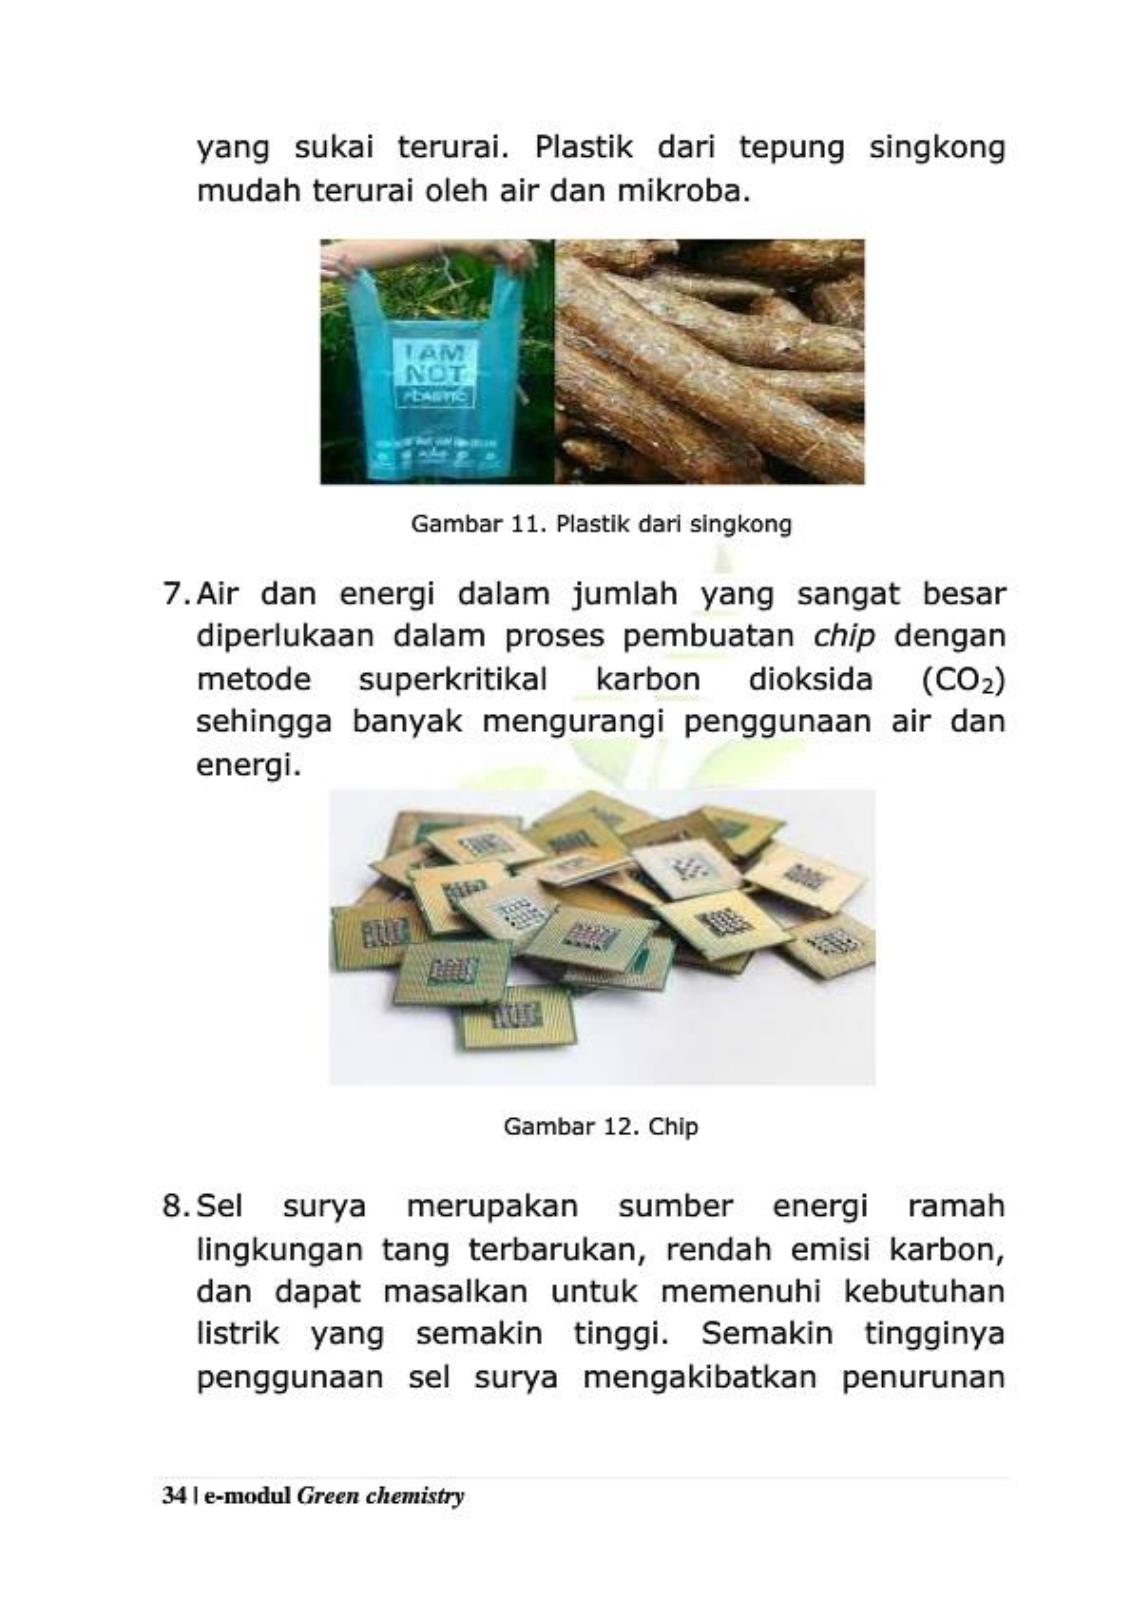 yang sukai terurai. Plastik dari tepung singkong
mudah terurai oleh air dan mikroba.
I AM
NOT
PLASTIC
Gambar 11. Plastik dari singkong
7. Air dan energi dalam jumlah yang sangat besar
diperlukaan dalam proses pembuatan chip dengan
metode superkritikal karbon dioksida (CO₂)
sehingga banyak mengurangi penggunaan air dan
energi.
Gambar 12. Chip
8. Sel surya merupakan sumber energi ramah
lingkungan tang terbarukan, rendah emisi karbon,
dan dapat masalkan untuk memenuhi kebutuhan
listrik yang semakin tinggi. Semakin tingginya
penggunaan sel surya mengakibatkan penurunan
34 | e-modul Green chemistry